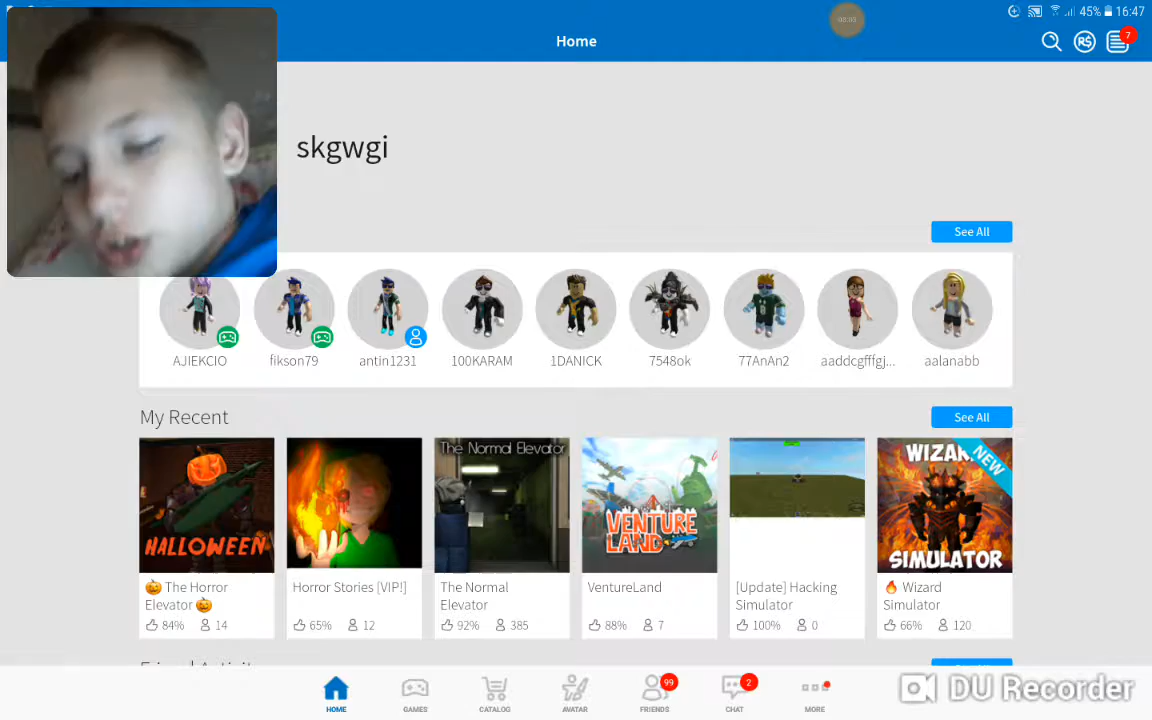 45% 16:47
00:03
Home
7
skgwgi
See All
AJIEKCIO fikson79 antin1231 100KARAM 1DANICK 7548ok 77AnAn2 aaddcgfffgj... aalanabb
My Recent
See All
HALLOWEEN
The Normal Elevator
VENTURE
LAND
WIZAR
NEW
SIMULATOR
🎃 The Horror
Elevator 🎃
84% 14
Horror Stories [VIP!]
65% 12
The Normal
Elevator
92% 385
VentureLand
88% 7
[Update] Hacking
Simulator
100% 0
🔥 Wizard
Simulator
66% 120
99
2
HOME GAMES CATALOG AVATAR FRIENDS CHAT MORE
DU Recorder